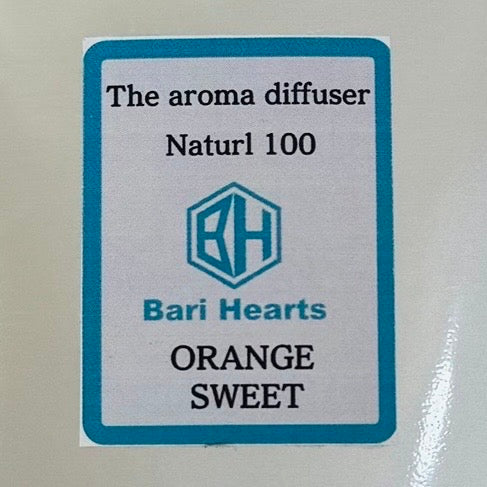 The aroma diffuser
Naturl 100
BH
Bari Hearts
ORANGE
SWEET